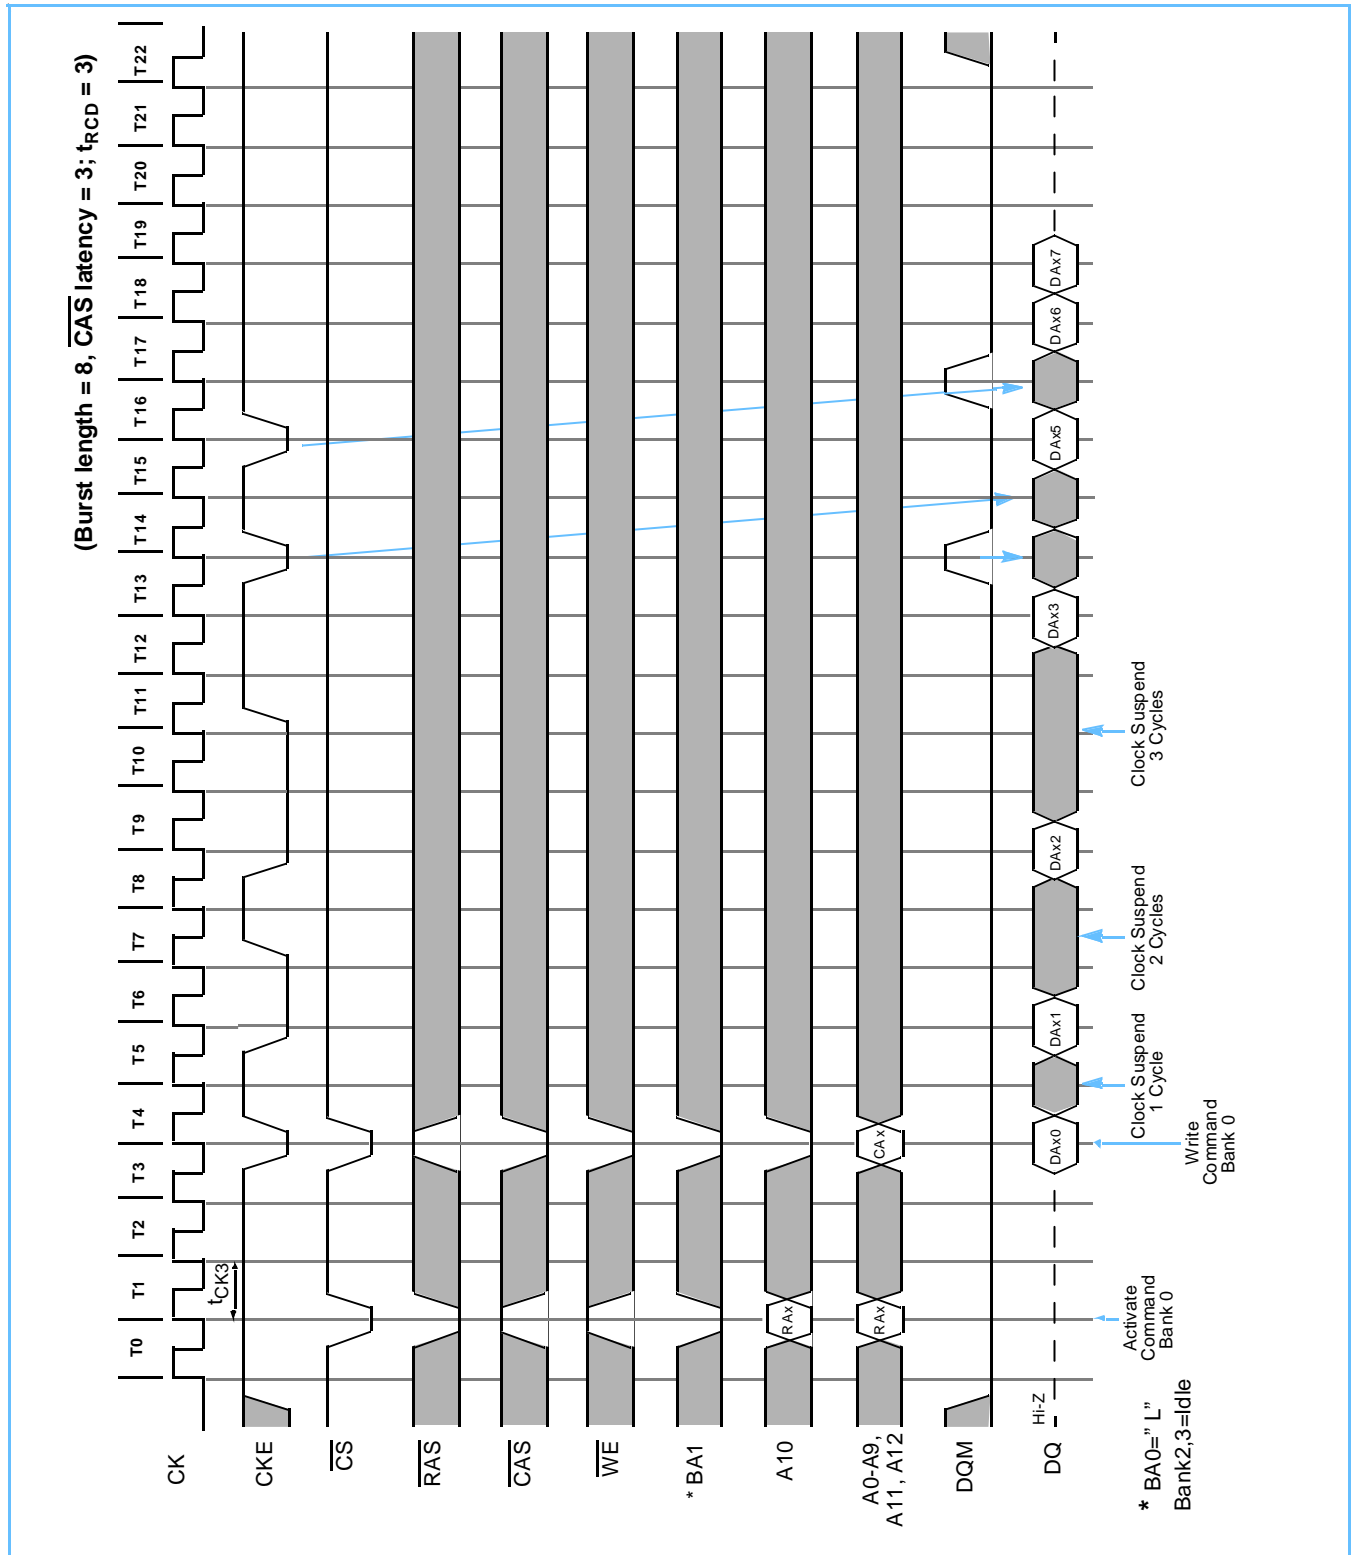 (Burst length = 8, CAS latency = 3; tRCD = 3)
T0 T1 T2 T3 T4 T5 T6 T7 T8 T9 T10 T11 T12 T13 T14 T15 T16 T17 T18 T19 T20 T21 T22
CK
tCK3
CKE
CS
RAS
CAS
WE
* BA1
A10
RAx
A0-A9,
A11, A12
RAx CAx
DQM
DQ
Hi-Z
DAx0 DAx1 DAx2 DAx3 DAx5 DAx6 DAx7
Activate
Command
Bank 0
Write
Command
Bank 0
Clock Suspend
1 Cycle
Clock Suspend
2 Cycles
Clock Suspend
3 Cycles
* BA0=" L"
Bank2,3=Idle